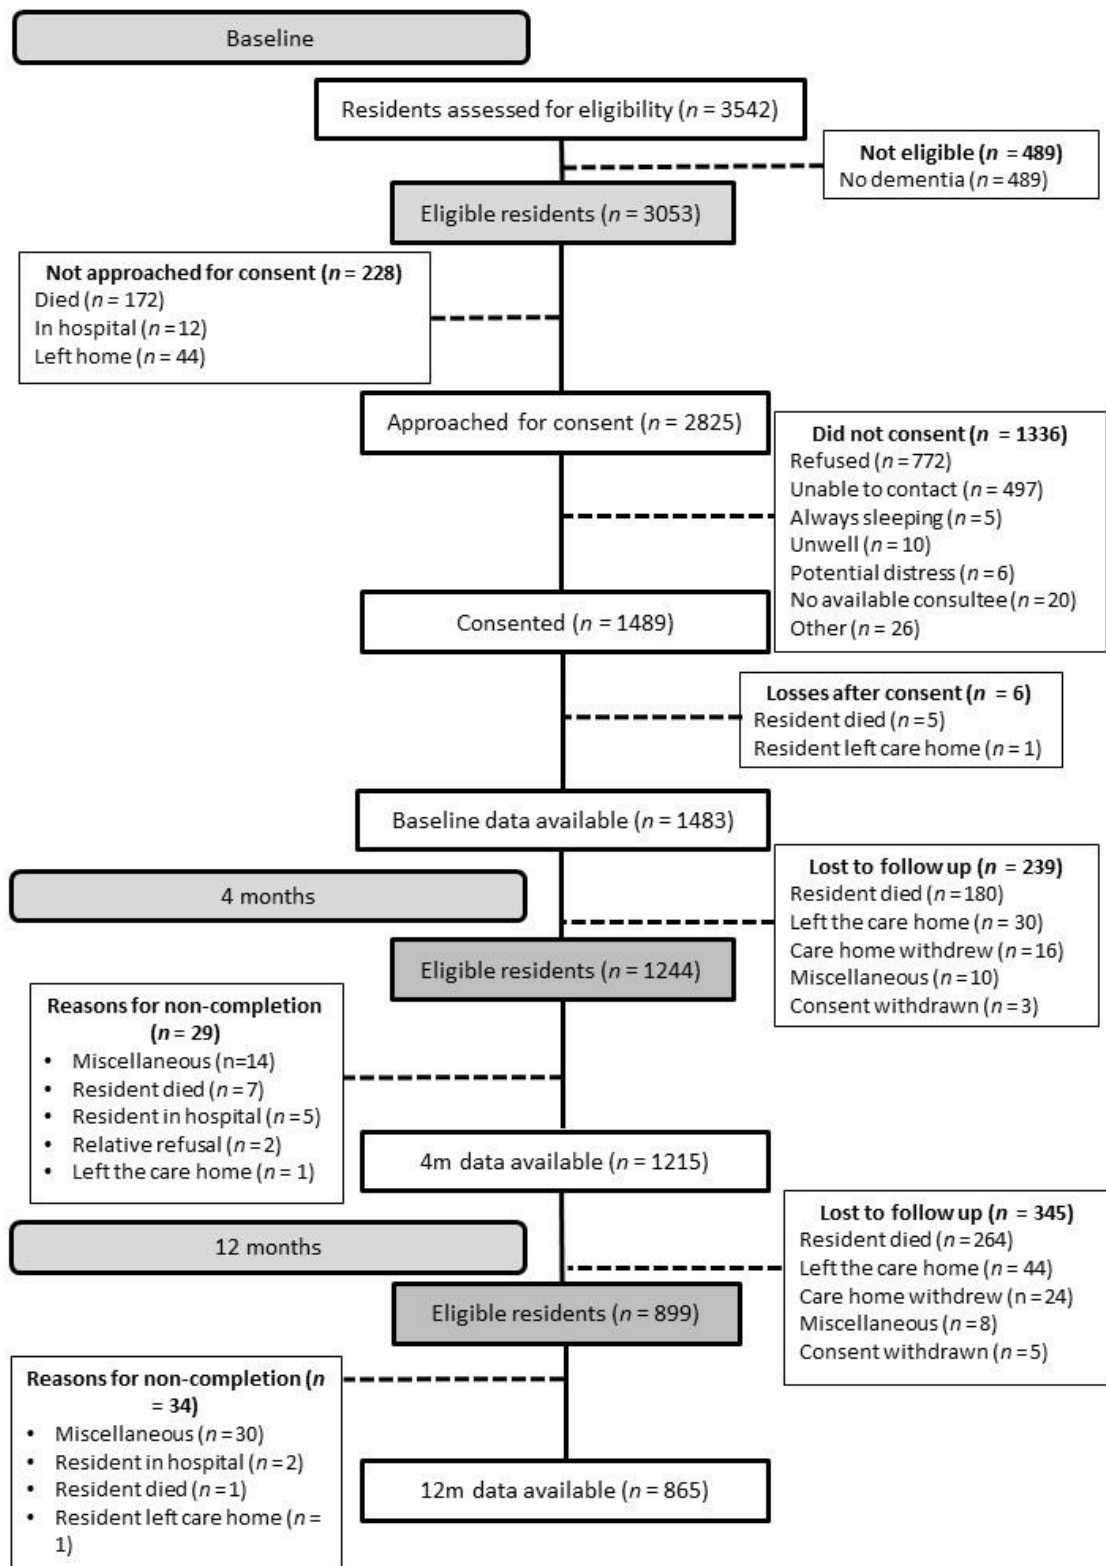 Baseline
Residents assessed for eligibility (n = 3542)
Not eligible (n = 489)
No dementia (n = 489)
Eligible residents (n = 3053)
Not approached for consent (n = 228)
Died (n = 172)
In hospital (n = 12)
Left home (n = 44)
Approached for consent (n = 2825)
Did not consent (n = 1336)
Refused (n = 772)
Unable to contact (n = 497)
Always sleeping (n = 5)
Unwell (n = 10)
Potential distress (n = 6)
No available consultee (n = 20)
Other (n = 26)
Consented (n = 1489)
Losses after consent (n = 6)
Resident died (n = 5)
Resident left care home (n = 1)
Baseline data available (n = 1483)
4 months
Lost to follow up (n = 239)
Resident died (n = 180)
Left the care home (n = 30)
Care home withdrew (n = 16)
Miscellaneous (n = 10)
Consent withdrawn (n = 3)
Eligible residents (n = 1244)
Reasons for non-completion
(n = 29)
• Miscellaneous (n=14)
• Resident died (n = 7)
• Resident in hospital (n = 5)
• Relative refusal (n = 2)
• Left the care home (n = 1)
4m data available (n = 1215)
12 months
Lost to follow up (n = 345)
Resident died (n = 264)
Left the care home (n = 44)
Care home withdrew (n = 24)
Miscellaneous (n = 8)
Consent withdrawn (n = 5)
Eligible residents (n = 899)
Reasons for non-completion (n
= 34)
• Miscellaneous (n = 30)
• Resident in hospital (n = 2)
• Resident died (n = 1)
• Resident left care home (n =
1)
12m data available (n = 865)